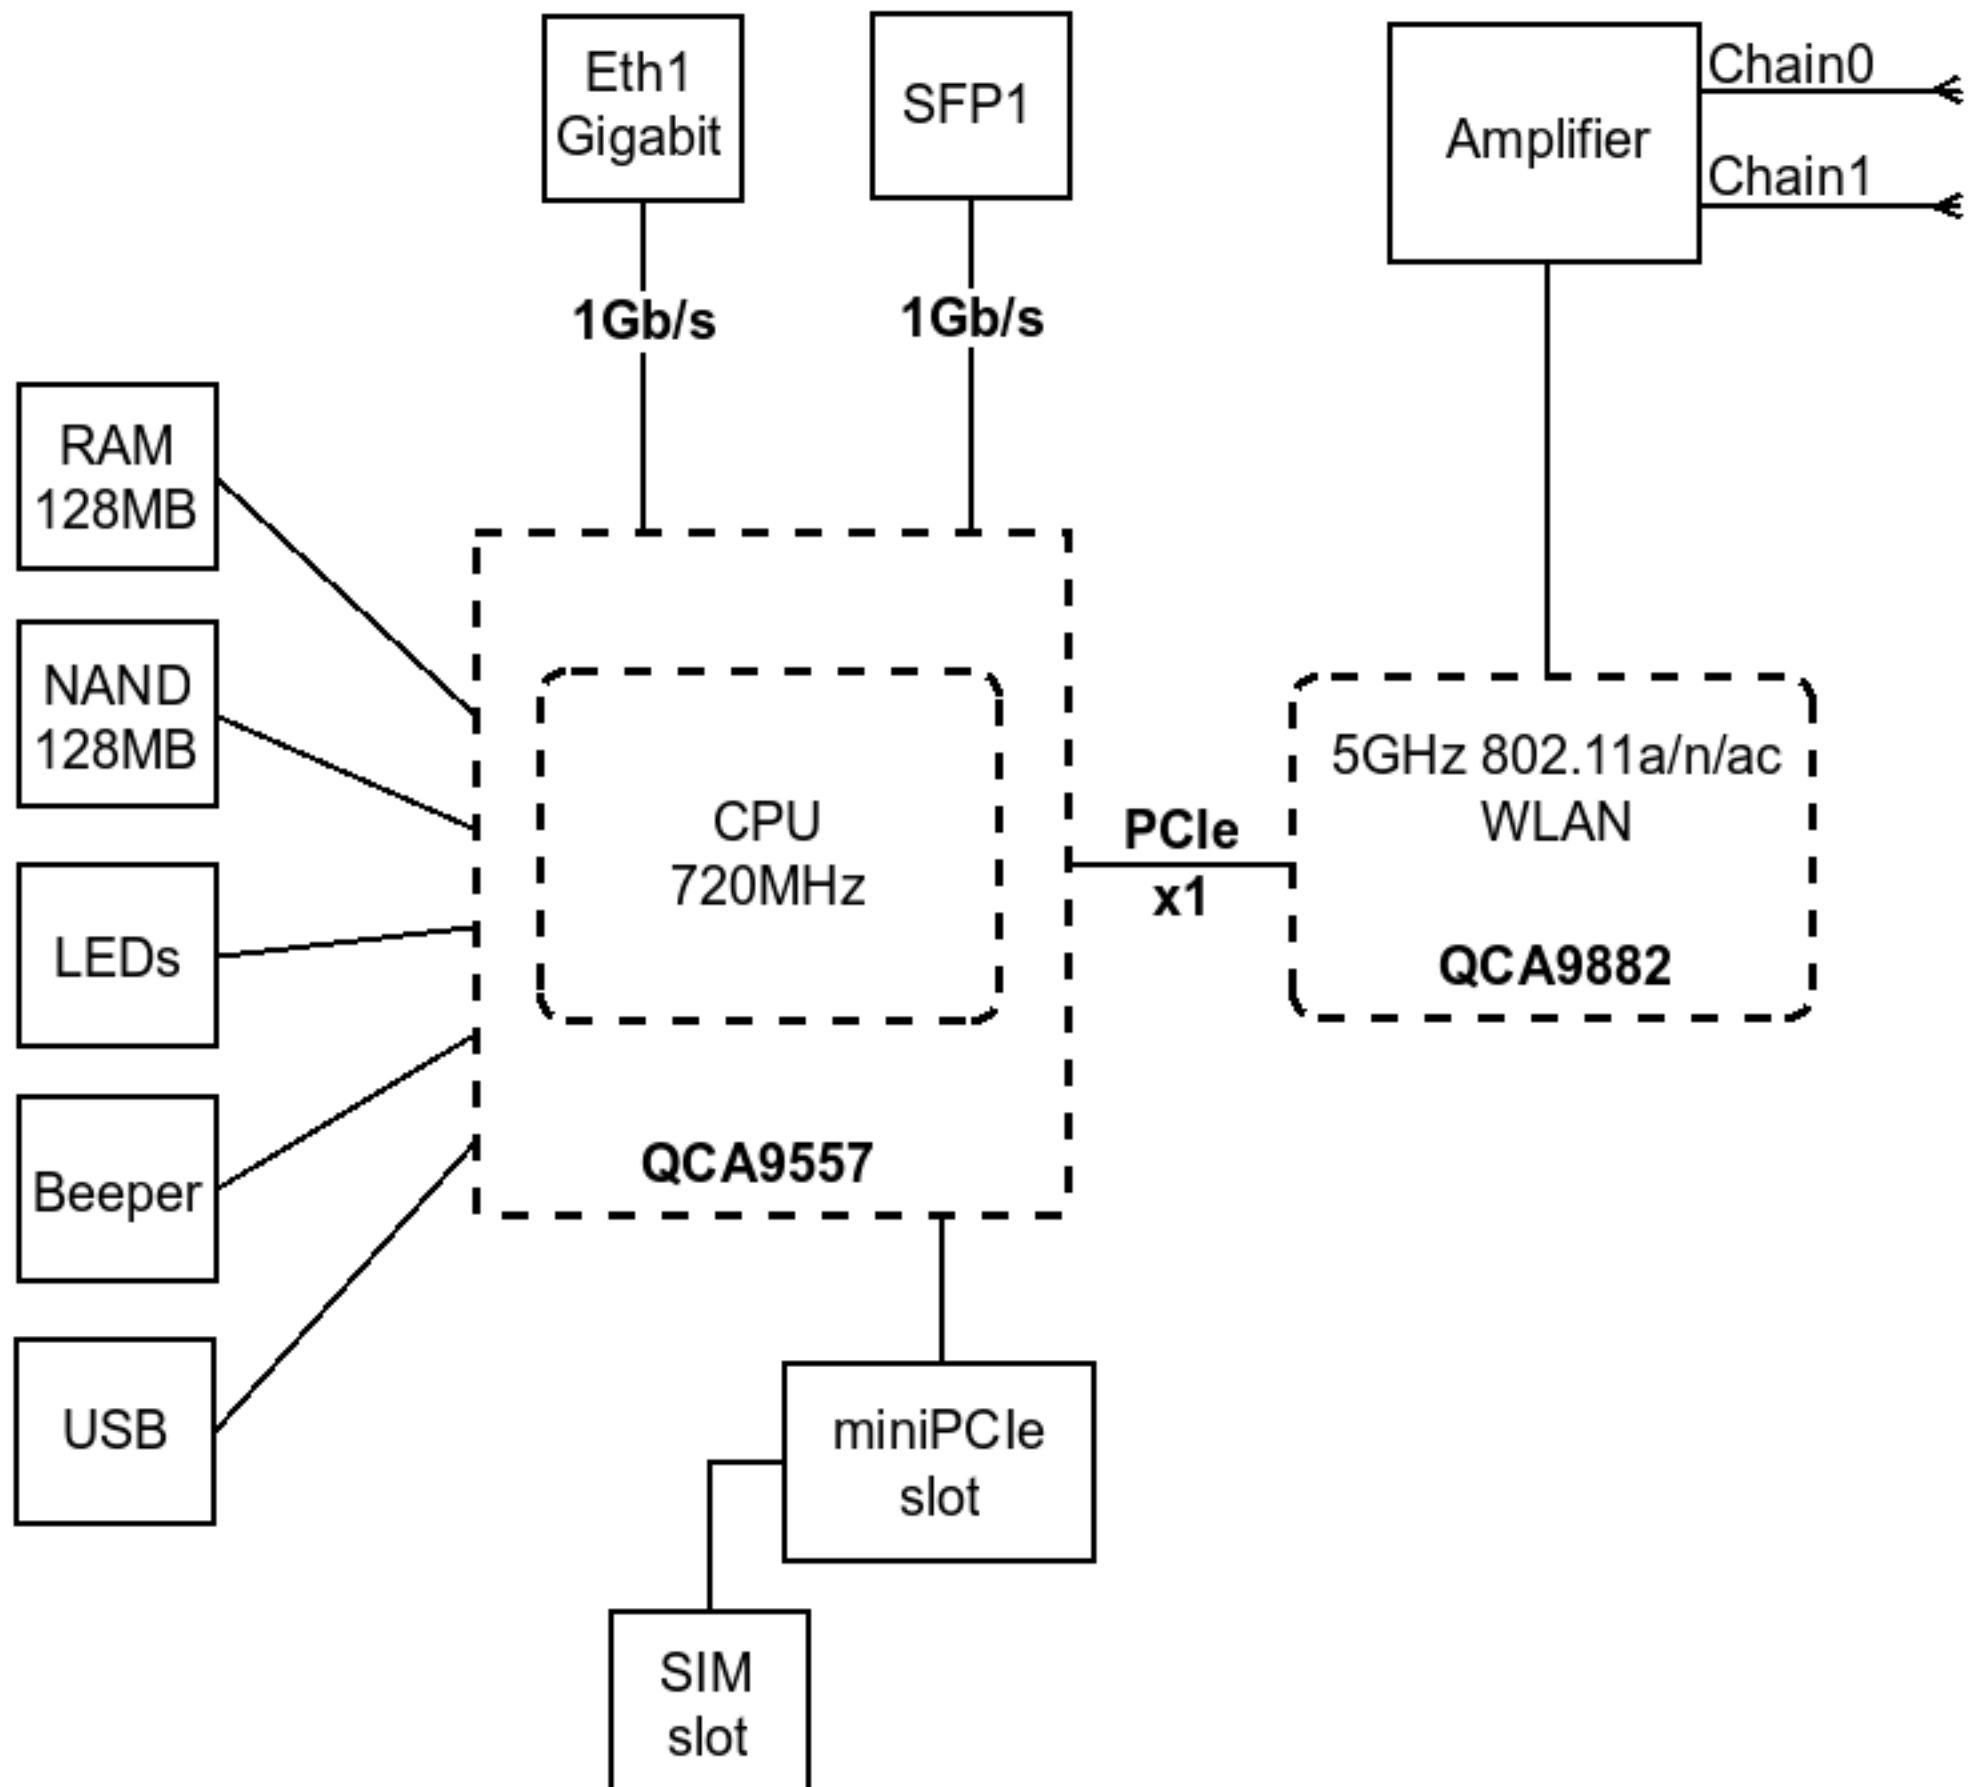 Eth1
Gigabit
SFP1
Amplifier
Chain0
Chain1
1Gb/s
1Gb/s
RAM
128MB
NAND
128MB
LEDs
Beeper
USB
CPU
720MHz
QCA9557
PCIe
x1
5GHz 802.11a/n/ac
WLAN
QCA9882
miniPCIe
slot
SIM
slot